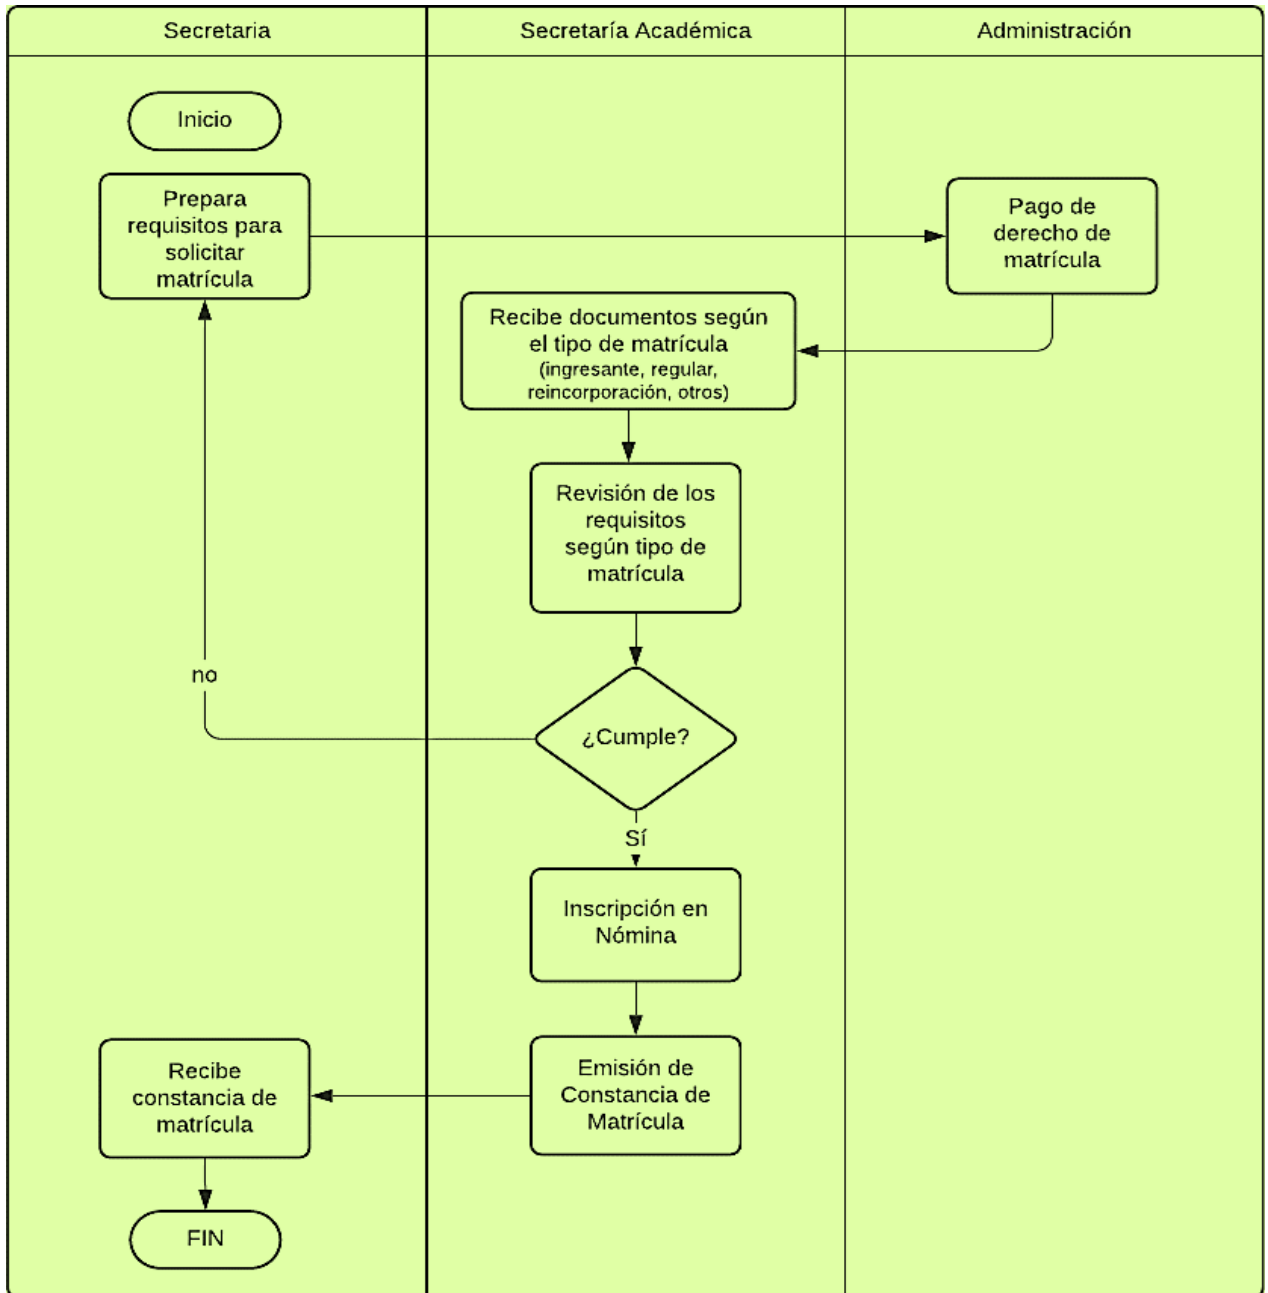 Secretaria
Secretaría Académica
Administración
Inicio
Prepara
requisitos para
solicitar
matrícula
Pago de
derecho de
matrícula
Recibe documentos según
el tipo de matrícula
(ingresante, regular,
reincorporación, otros)
Revisión de los
requisitos
según tipo de
matrícula
no
¿Cumple?
Sí
Inscripción en
Nómina
Emisión de
Constancia de
Matrícula
Recibe
constancia de
matrícula
FIN